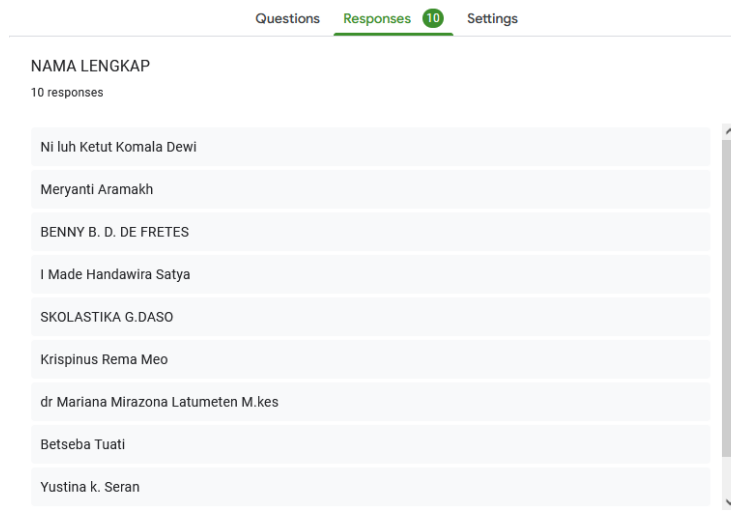 Questions Responses 10 Settings
NAMA LENGKAP
10 responses
Ni luh Ketut Komala Dewi
Meryanti Aramakh
BENNY B. D. DE FRETES
I Made Handawira Satya
SKOLASTIKA G.DASO
Krispinus Rema Meo
dr Mariana Mirazona Latumeten M.kes
Betseba Tuati
Yustina k. Seran